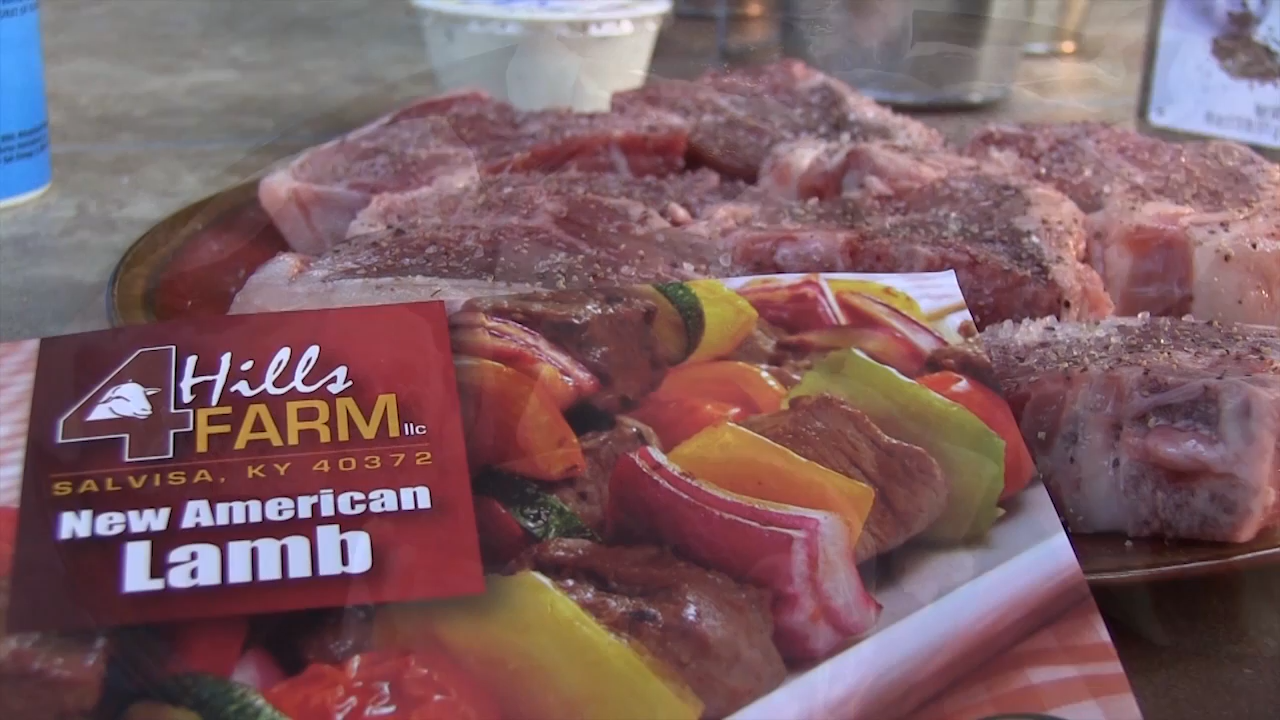 4 Hills
FARM llc
SALVISA, KY 40372
New American
Lamb